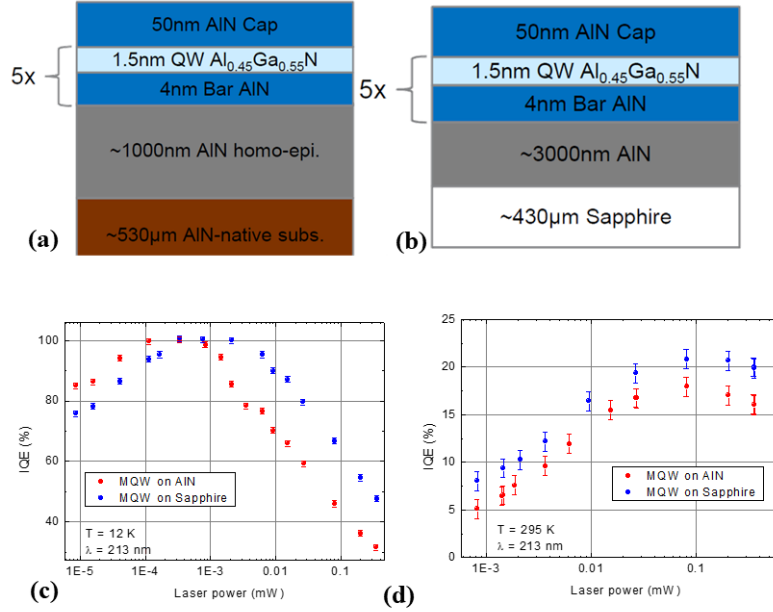 50nm AlN Cap
5x
1.5nm QW Al0.45Ga0.55N
4nm Bar AlN
~1000nm AlN homo-epi.
~530µm AlN-native subs.
(a)
50nm AlN Cap
5x
1.5nm QW Al0.45Ga0.55N
4nm Bar AlN
~3000nm AlN
~430µm Sapphire
(b)
1E-5 1E-4 1E-3 0.01 0.1
100
80
60
40
IQE (%)
MQW on AlN
MQW on Sapphire
T = 12 K
λ = 213 nm
(c)
Laser power (mW)
25
20
15
10
5
0
IQE (%)
MQW on AlN
MQW on Sapphire
T = 295 K
λ = 213 nm
1E-3 0.01 0.1
(d)
Laser power (mW)